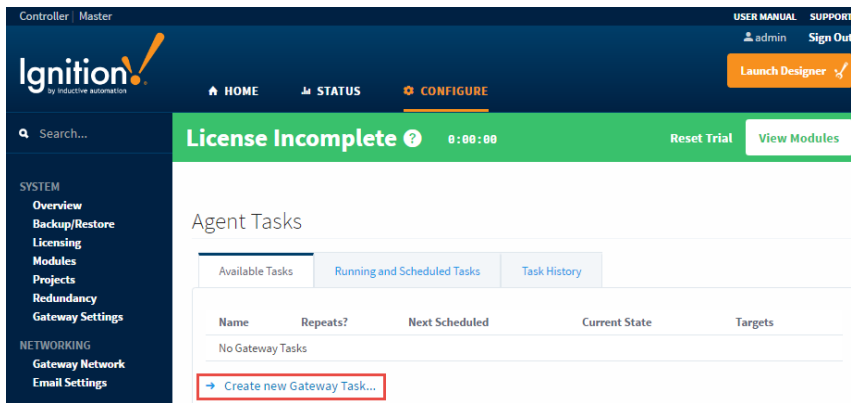 Controller | Master
USER MANUAL SUPPORT
admin Sign Out
Ignition!
by inductive automation
Launch Designer
HOME STATUS CONFIGURE
Search...
License Incomplete ? 0:00:00 Reset Trial View Modules
SYSTEM
Overview
Backup/Restore
Licensing
Modules
Projects
Redundancy
Gateway Settings
NETWORKING
Gateway Network
Email Settings
Agent Tasks
Available Tasks Running and Scheduled Tasks Task History
Name Repeats? Next Scheduled Current State Targets
No Gateway Tasks
→ Create new Gateway Task...